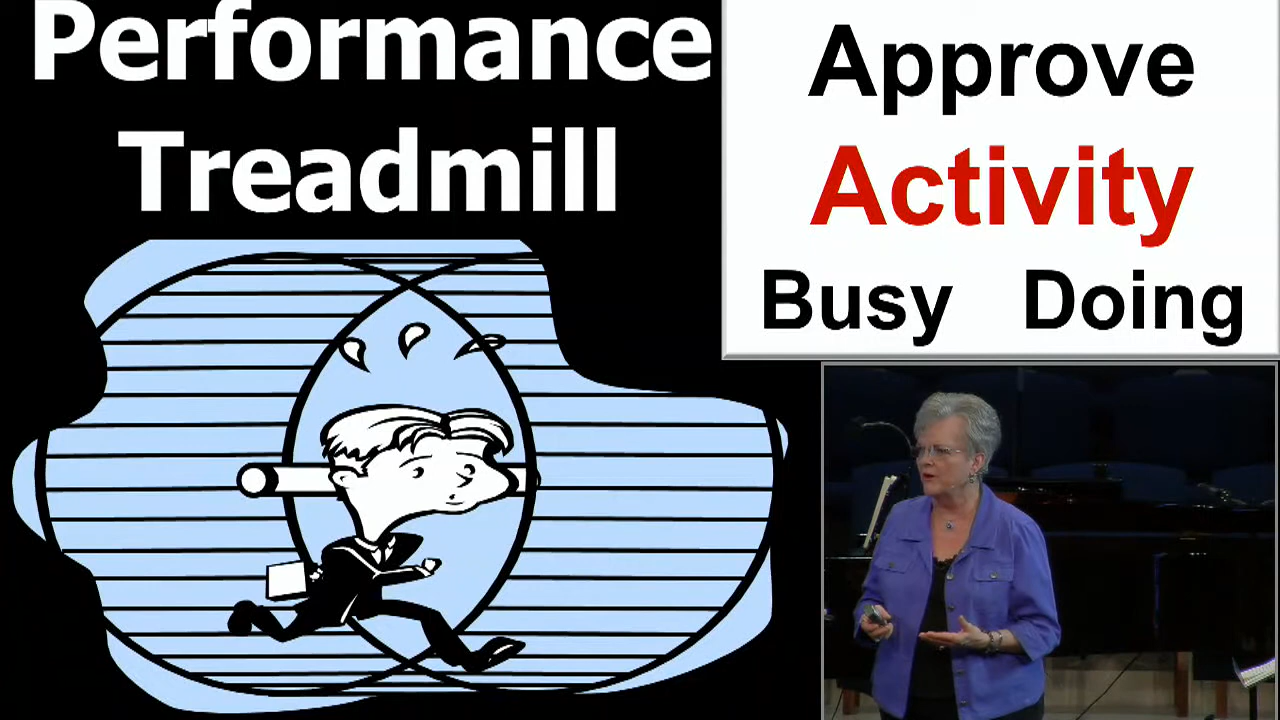 Performance
Treadmill
Approve
Activity
Busy Doing